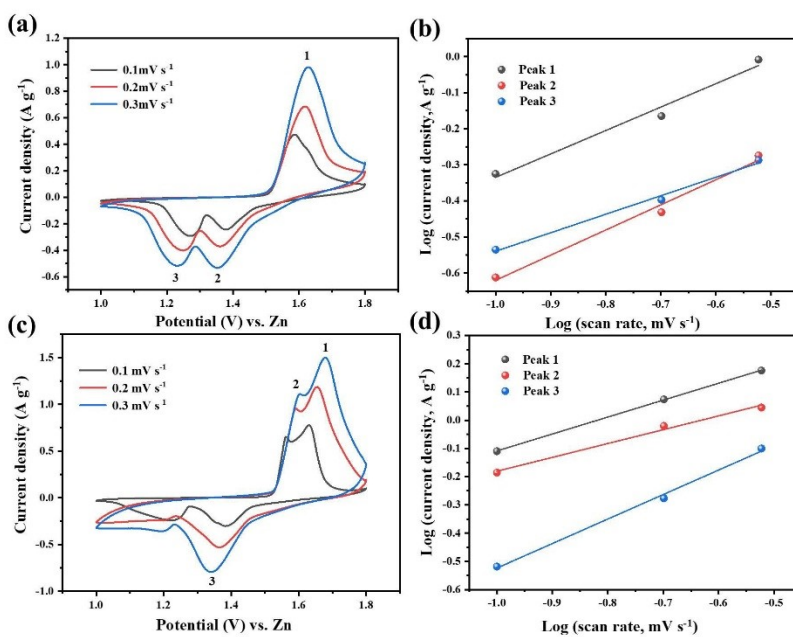 (a)
1.2
1.0
0.8
0.6
0.4
0.2
0.0
-0.2
-0.4
-0.6
Current density (A g⁻¹)
0.1mV s⁻¹
0.2mV s⁻¹
0.3mV s⁻¹
1
3
2
1.0 1.2 1.4 1.6 1.8
Potential (V) vs. Zn
(b)
0.0
-0.1
-0.2
-0.3
-0.4
-0.5
-0.6
Log (current density,A g⁻¹)
Peak 1
Peak 2
Peak 3
-1.0 -0.9 -0.8 -0.7 -0.6 -0.5
Log (scan rate, mV s⁻¹)
(c)
1.5
1.0
0.5
0.0
-0.5
-1.0
Current density (A g⁻¹)
0.1 mV s⁻¹
0.2 mV s⁻¹
0.3 mV s⁻¹
1
2
3
1.0 1.2 1.4 1.6 1.8
Potential (V) vs. Zn
(d)
0.3
0.2
0.1
0.0
-0.1
-0.2
-0.3
-0.4
-0.5
-0.6
Log (current density, A g⁻¹)
Peak 1
Peak 2
Peak 3
-1.0 -0.9 -0.8 -0.7 -0.6 -0.5
Log (scan rate, mV s⁻¹)